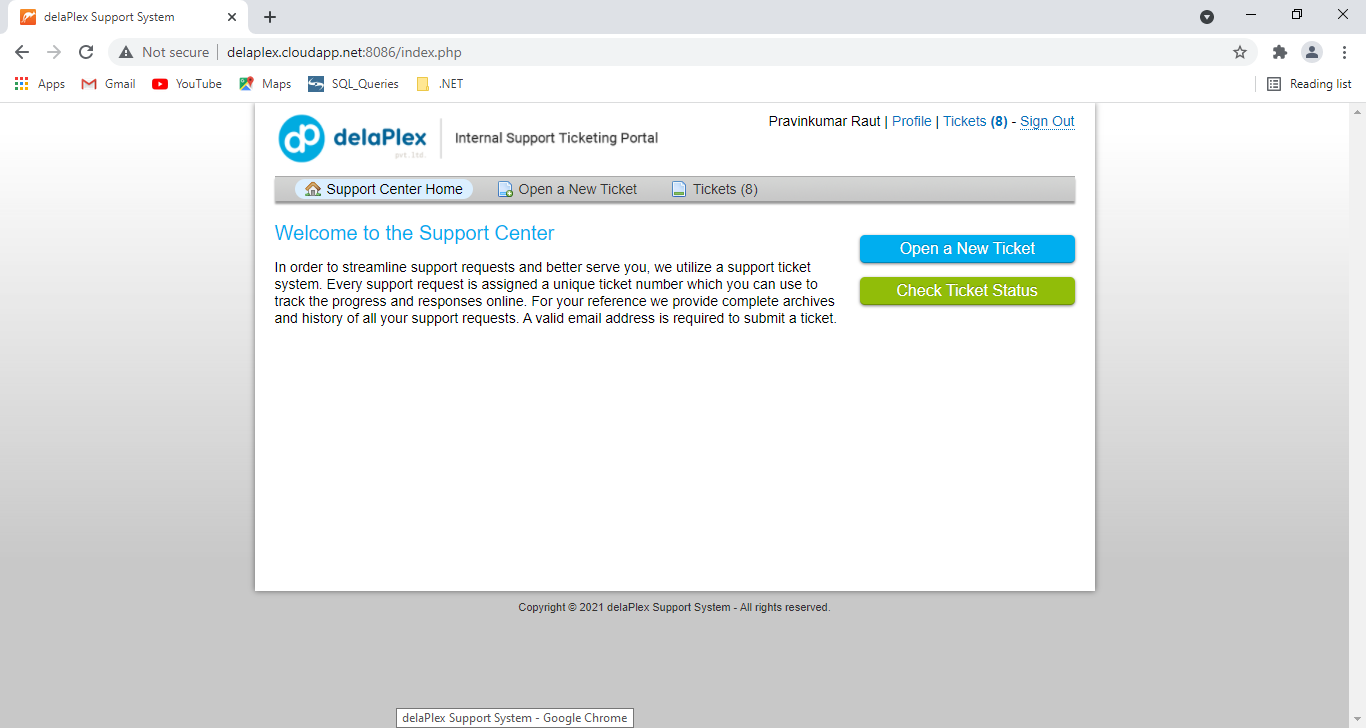 delaPlex Support System
Not secure
delaplex.cloudapp.net:8086/index.php
Apps Gmail YouTube Maps SQL_Queries .NET Reading list
dp delaPlex
pvt. ltd.
Internal Support Ticketing Portal
Pravinkumar Raut | Profile | Tickets (8) - Sign Out
Support Center Home Open a New Ticket Tickets (8)
Welcome to the Support Center
In order to streamline support requests and better serve you, we utilize a support ticket
system. Every support request is assigned a unique ticket number which you can use to
track the progress and responses online. For your reference we provide complete archives
and history of all your support requests. A valid email address is required to submit a ticket.
Open a New Ticket
Check Ticket Status
Copyright © 2021 delaPlex Support System - All rights reserved.
delaPlex Support System - Google Chrome